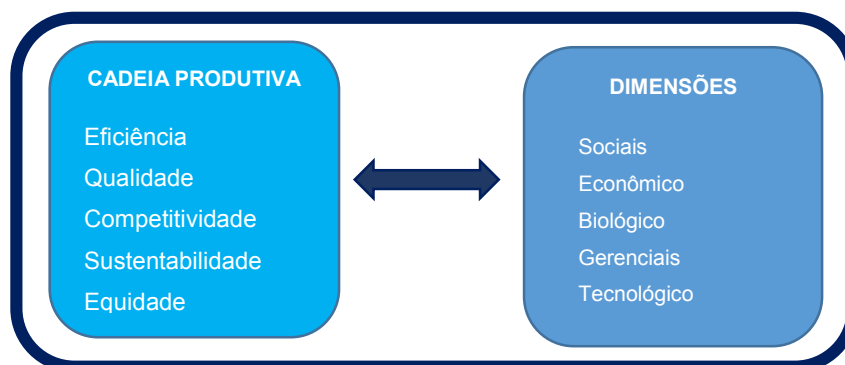 CADEIA PRODUTIVA
Eficiência
Qualidade
Competitividade
Sustentabilidade
Equidade
DIMENSÕES
Sociais
Econômico
Biológico
Gerenciais
Tecnológico